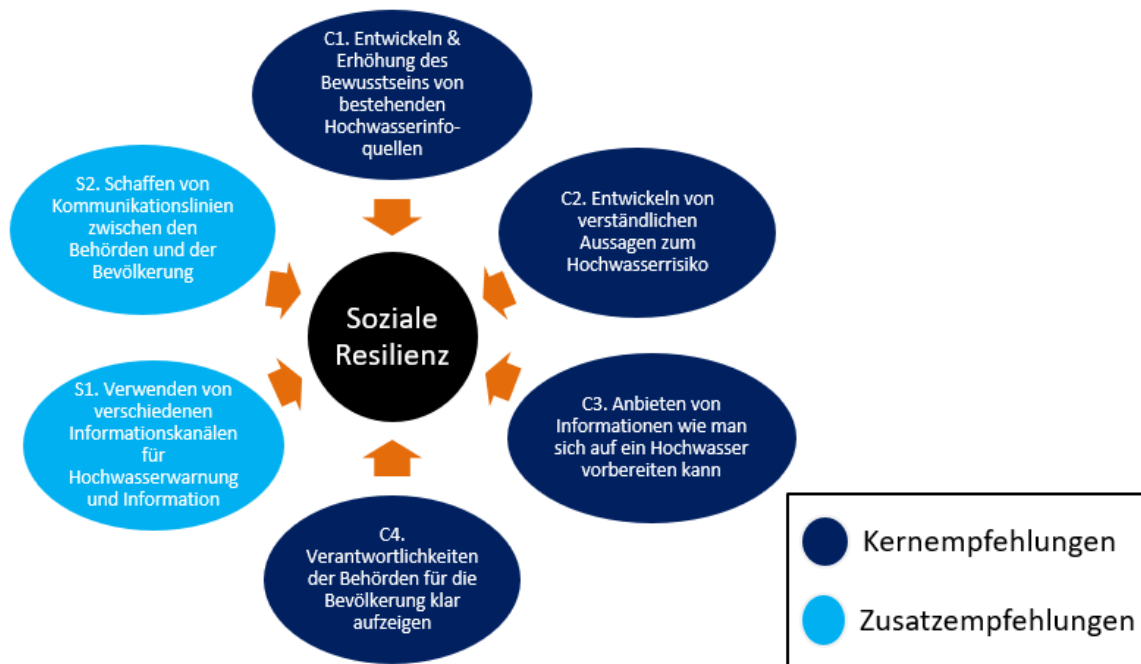 C1. Entwickeln &
Erhöhung des
Bewusstseins von
bestehenden
Hochwasserinfo-
quellen
S2. Schaffen von
Kommunikationslinien
zwischen den
Behörden und der
Bevölkerung
C2. Entwickeln von
verständlichen
Aussagen zum
Hochwasserrisiko
Soziale
Resilienz
S1. Verwenden von
verschiedenen
Informationskanälen
für
Hochwasserwarnung
und Information
C3. Anbieten von
Informationen wie man
sich auf ein Hochwasser
vorbereiten kann
C4.
Verantwortlichkeiten
der Behörden für die
Bevölkerung klar
aufzeigen
Kernempfehlungen
Zusatzempfehlungen